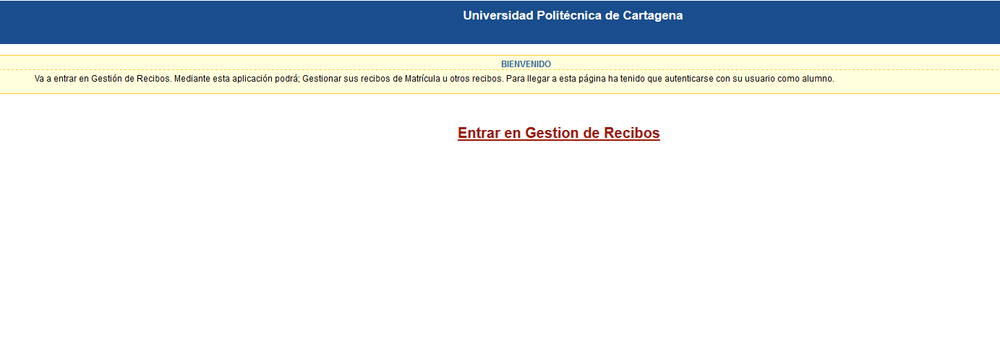 Universidad Politécnica de Cartagena
BIENVENIDO
Va a entrar en Gestión de Recibos. Mediante esta aplicación podrá; Gestionar sus recibos de Matrícula u otros recibos. Para llegar a esta página ha tenido que autenticarse con su usuario como alumno.
Entrar en Gestion de Recibos